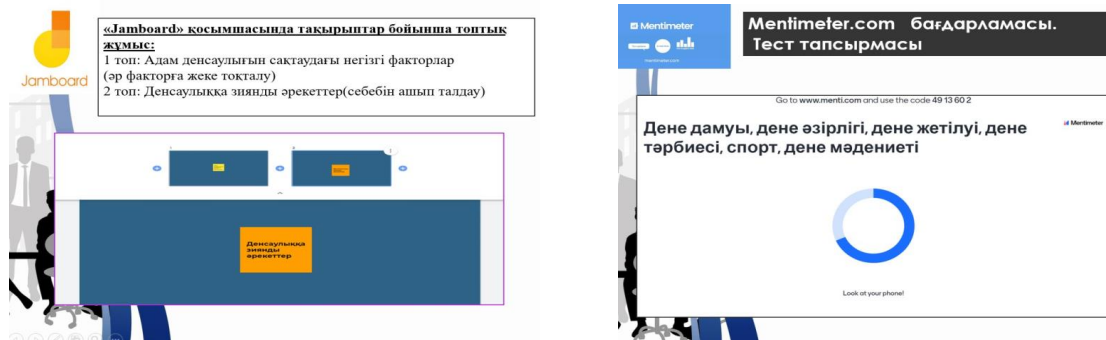 Jamboard
«Jamboard» қосымшасында тақырыптар бойынша топтық
жұмыс:
1 топ: Адам денсаулығын сақтаудағы негізгі факторлар
(әр факторға жеке тоқталу)
2 топ: Денсаулыққа зиянды әрекеттер(себебін ашып талдау)
Денсаулыққа
зиянды
әрекеттер
Mentimeter
Mentimeter.com бағдарламасы.
Тест тапсырмасы
Go to www.menti.com and use the code 49 13 60 2
Mentimeter
Дене дамуы, дене әзірлігі, дене жетілуі, дене
тәрбиесі, спорт, дене мәдениеті
Look at your phone!